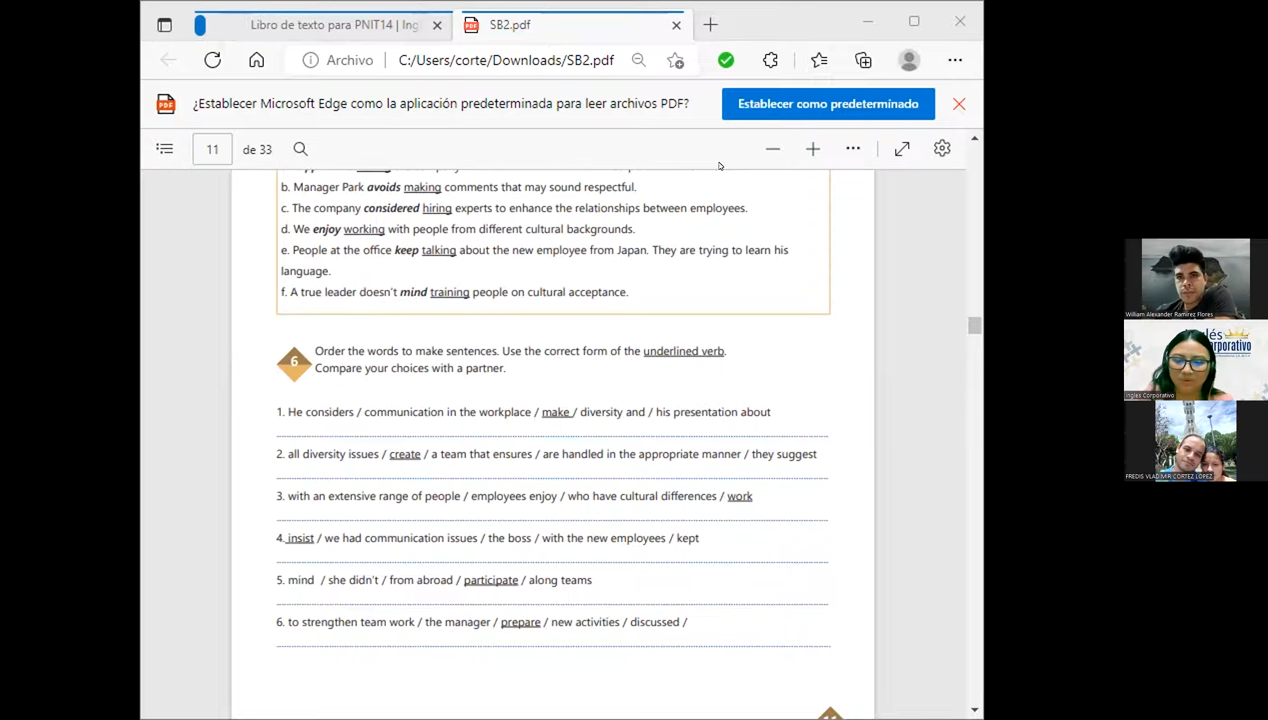 Libro de texto para PNIT14 | Ing
SB2.pdf
Archivo
C:/Users/corte/Downloads/SB2.pdf
¿Establecer Microsoft Edge como la aplicación predeterminada para leer archivos PDF?
Establecer como predeterminado
11
de 33
b. Manager Park avoids making comments that may sound respectful.
c. The company considered hiring experts to enhance the relationships between employees.
d. We enjoy working with people from different cultural backgrounds.
e. People at the office keep talking about the new employee from Japan. They are trying to learn his
language.
f. A true leader doesn't mind training people on cultural acceptance.
6
Order the words to make sentences. Use the correct form of the underlined verb.
Compare your choices with a partner.
1. He considers / communication in the workplace / make / diversity and / his presentation about
2. all diversity issues / create / a team that ensures / are handled in the appropriate manner / they suggest
3. with an extensive range of people / employees enjoy / who have cultural differences / work
4. insist / we had communication issues / the boss / with the new employees / kept
5. mind / she didn't / from abroad / participate / along teams
6. to strengthen team work / the manager / prepare / new activities / discussed /
William Alexander Ramirez Flores
Inglés Corporativo
FREDIS VLADIMIR CORTEZ LOPEZ